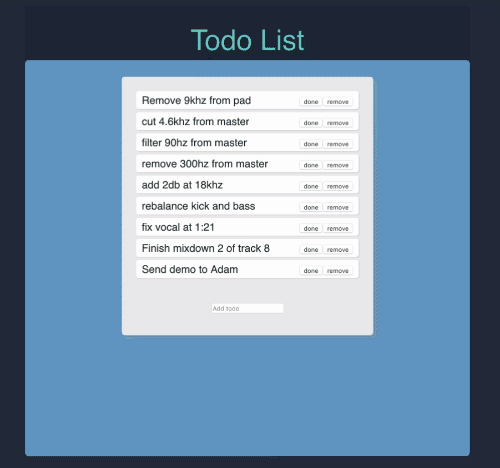 Todo List
Remove 9khz from pad done remove
cut 4.6khz from master done remove
filter 90hz from master done remove
remove 300hz from master done remove
add 2db at 18khz done remove
rebalance kick and bass done remove
fix vocal at 1:21 done remove
Finish mixdown 2 of track 8 done remove
Send demo to Adam done remove
Add todo